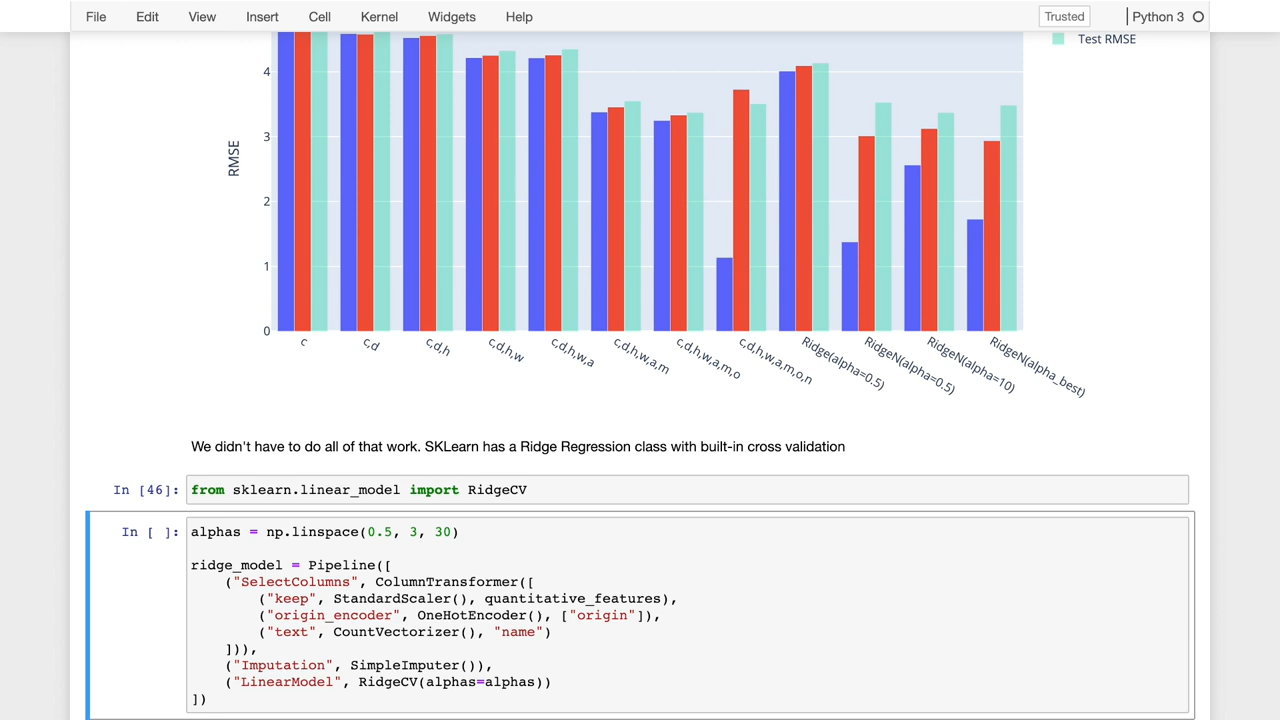 File Edit View Insert Cell Kernel Widgets Help Trusted Python 3
Test RMSE
4
3
2
1
0
RMSE
c
c,d
c,d,h
c,d,h,w
c,d,h,w,a
c,d,h,w,a,m
c,d,h,w,a,m,o
c,d,h,w,a,m,o,n
Ridge(alpha=0.5)
RidgeN(alpha=0.5)
RidgeN(alpha=10)
RidgeN(alpha_best)
We didn't have to do all of that work. SKLearn has a Ridge Regression class with built-in cross validation
In [46]: from sklearn.linear_model import RidgeCV
In [ ]: alphas = np.linspace(0.5, 3, 30)
ridge_model = Pipeline([
    ("SelectColumns", ColumnTransformer([
        ("keep", StandardScaler(), quantitative_features),
        ("origin_encoder", OneHotEncoder(), ["origin"]),
        ("text", CountVectorizer(), "name")
    ])),
    ("Imputation", SimpleImputer()),
    ("LinearModel", RidgeCV(alphas=alphas))
])